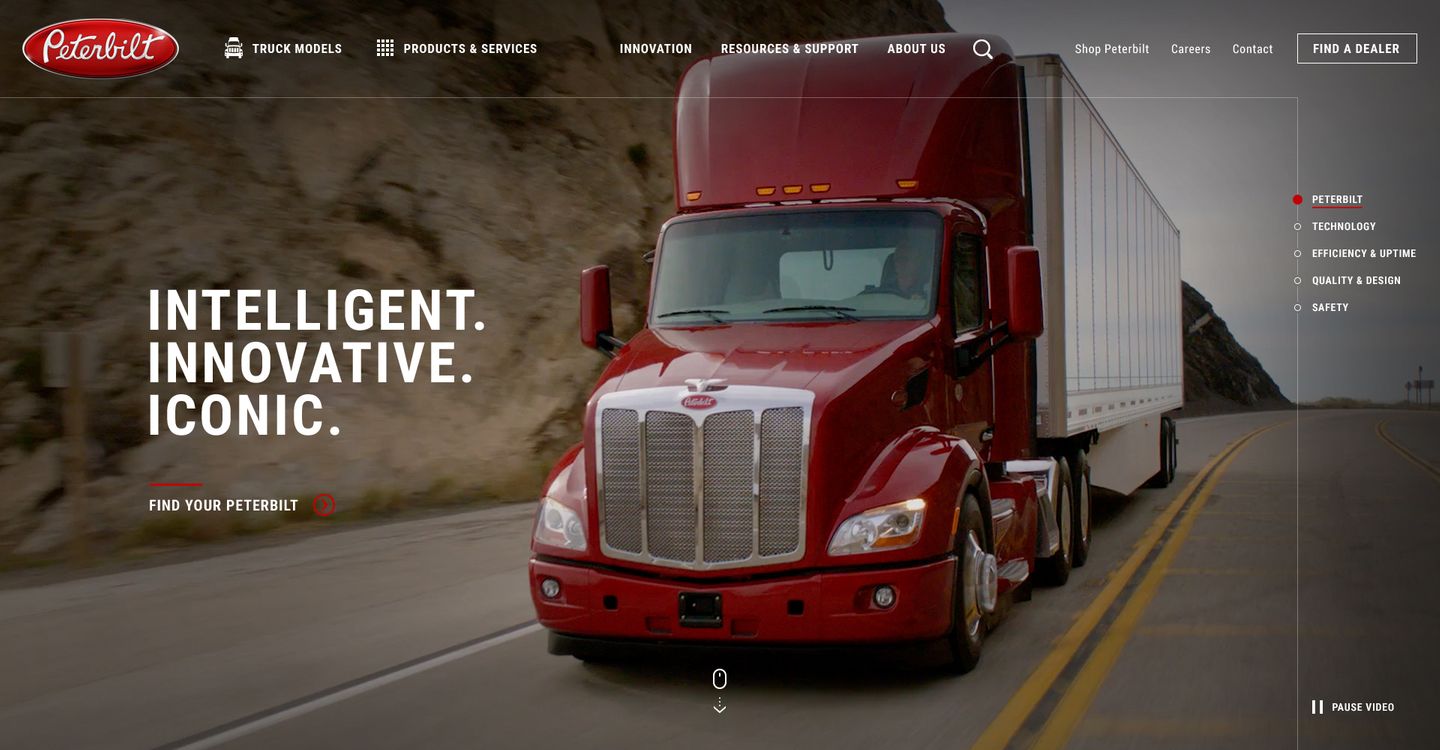 Peterbilt
TRUCK MODELS
PRODUCTS & SERVICES
INNOVATION
RESOURCES & SUPPORT
ABOUT US
Shop Peterbilt
Careers
Contact
FIND A DEALER
PETERBILT
TECHNOLOGY
EFFICIENCY & UPTIME
QUALITY & DESIGN
SAFETY
INTELLIGENT.
INNOVATIVE.
ICONIC.
Peterbilt
FIND YOUR PETERBILT
PAUSE VIDEO